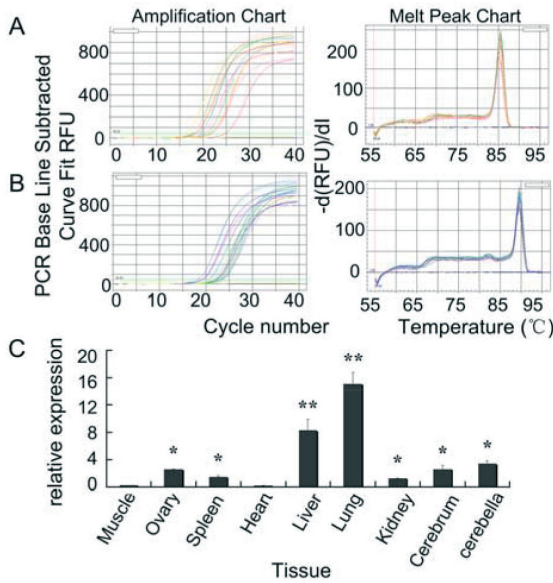 A
Amplification Chart
Melt Peak Chart
PCR Base Line Subtracted
Curve Fit RFU
800
400
0
0 10 20 30 40
-d(RFU)/dI
200
100
0
55 65 75 85 95
B
800
400
0
0 10 20 30 40
Cycle number
200
100
0
55 65 75 85 95
Temperature (℃)
C
relative expression
20
16
12
8
4
0
* * ** ** * * *
Muscle Ovary Spleen Heart Liver Lung Kidney Cerebrum cerebella
Tissue